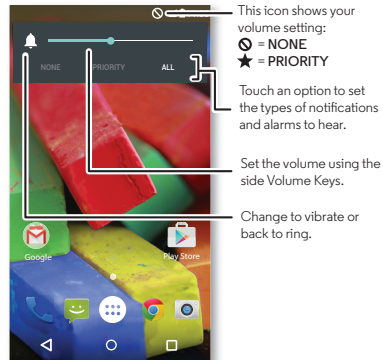 This icon shows your
volume setting:
= NONE
= PRIORITY
NONE PRIORITY ALL
Touch an option to set
the types of notifications
and alarms to hear.
Set the volume using the
side Volume Keys.
Change to vibrate or
back to ring.
Google
Play Store